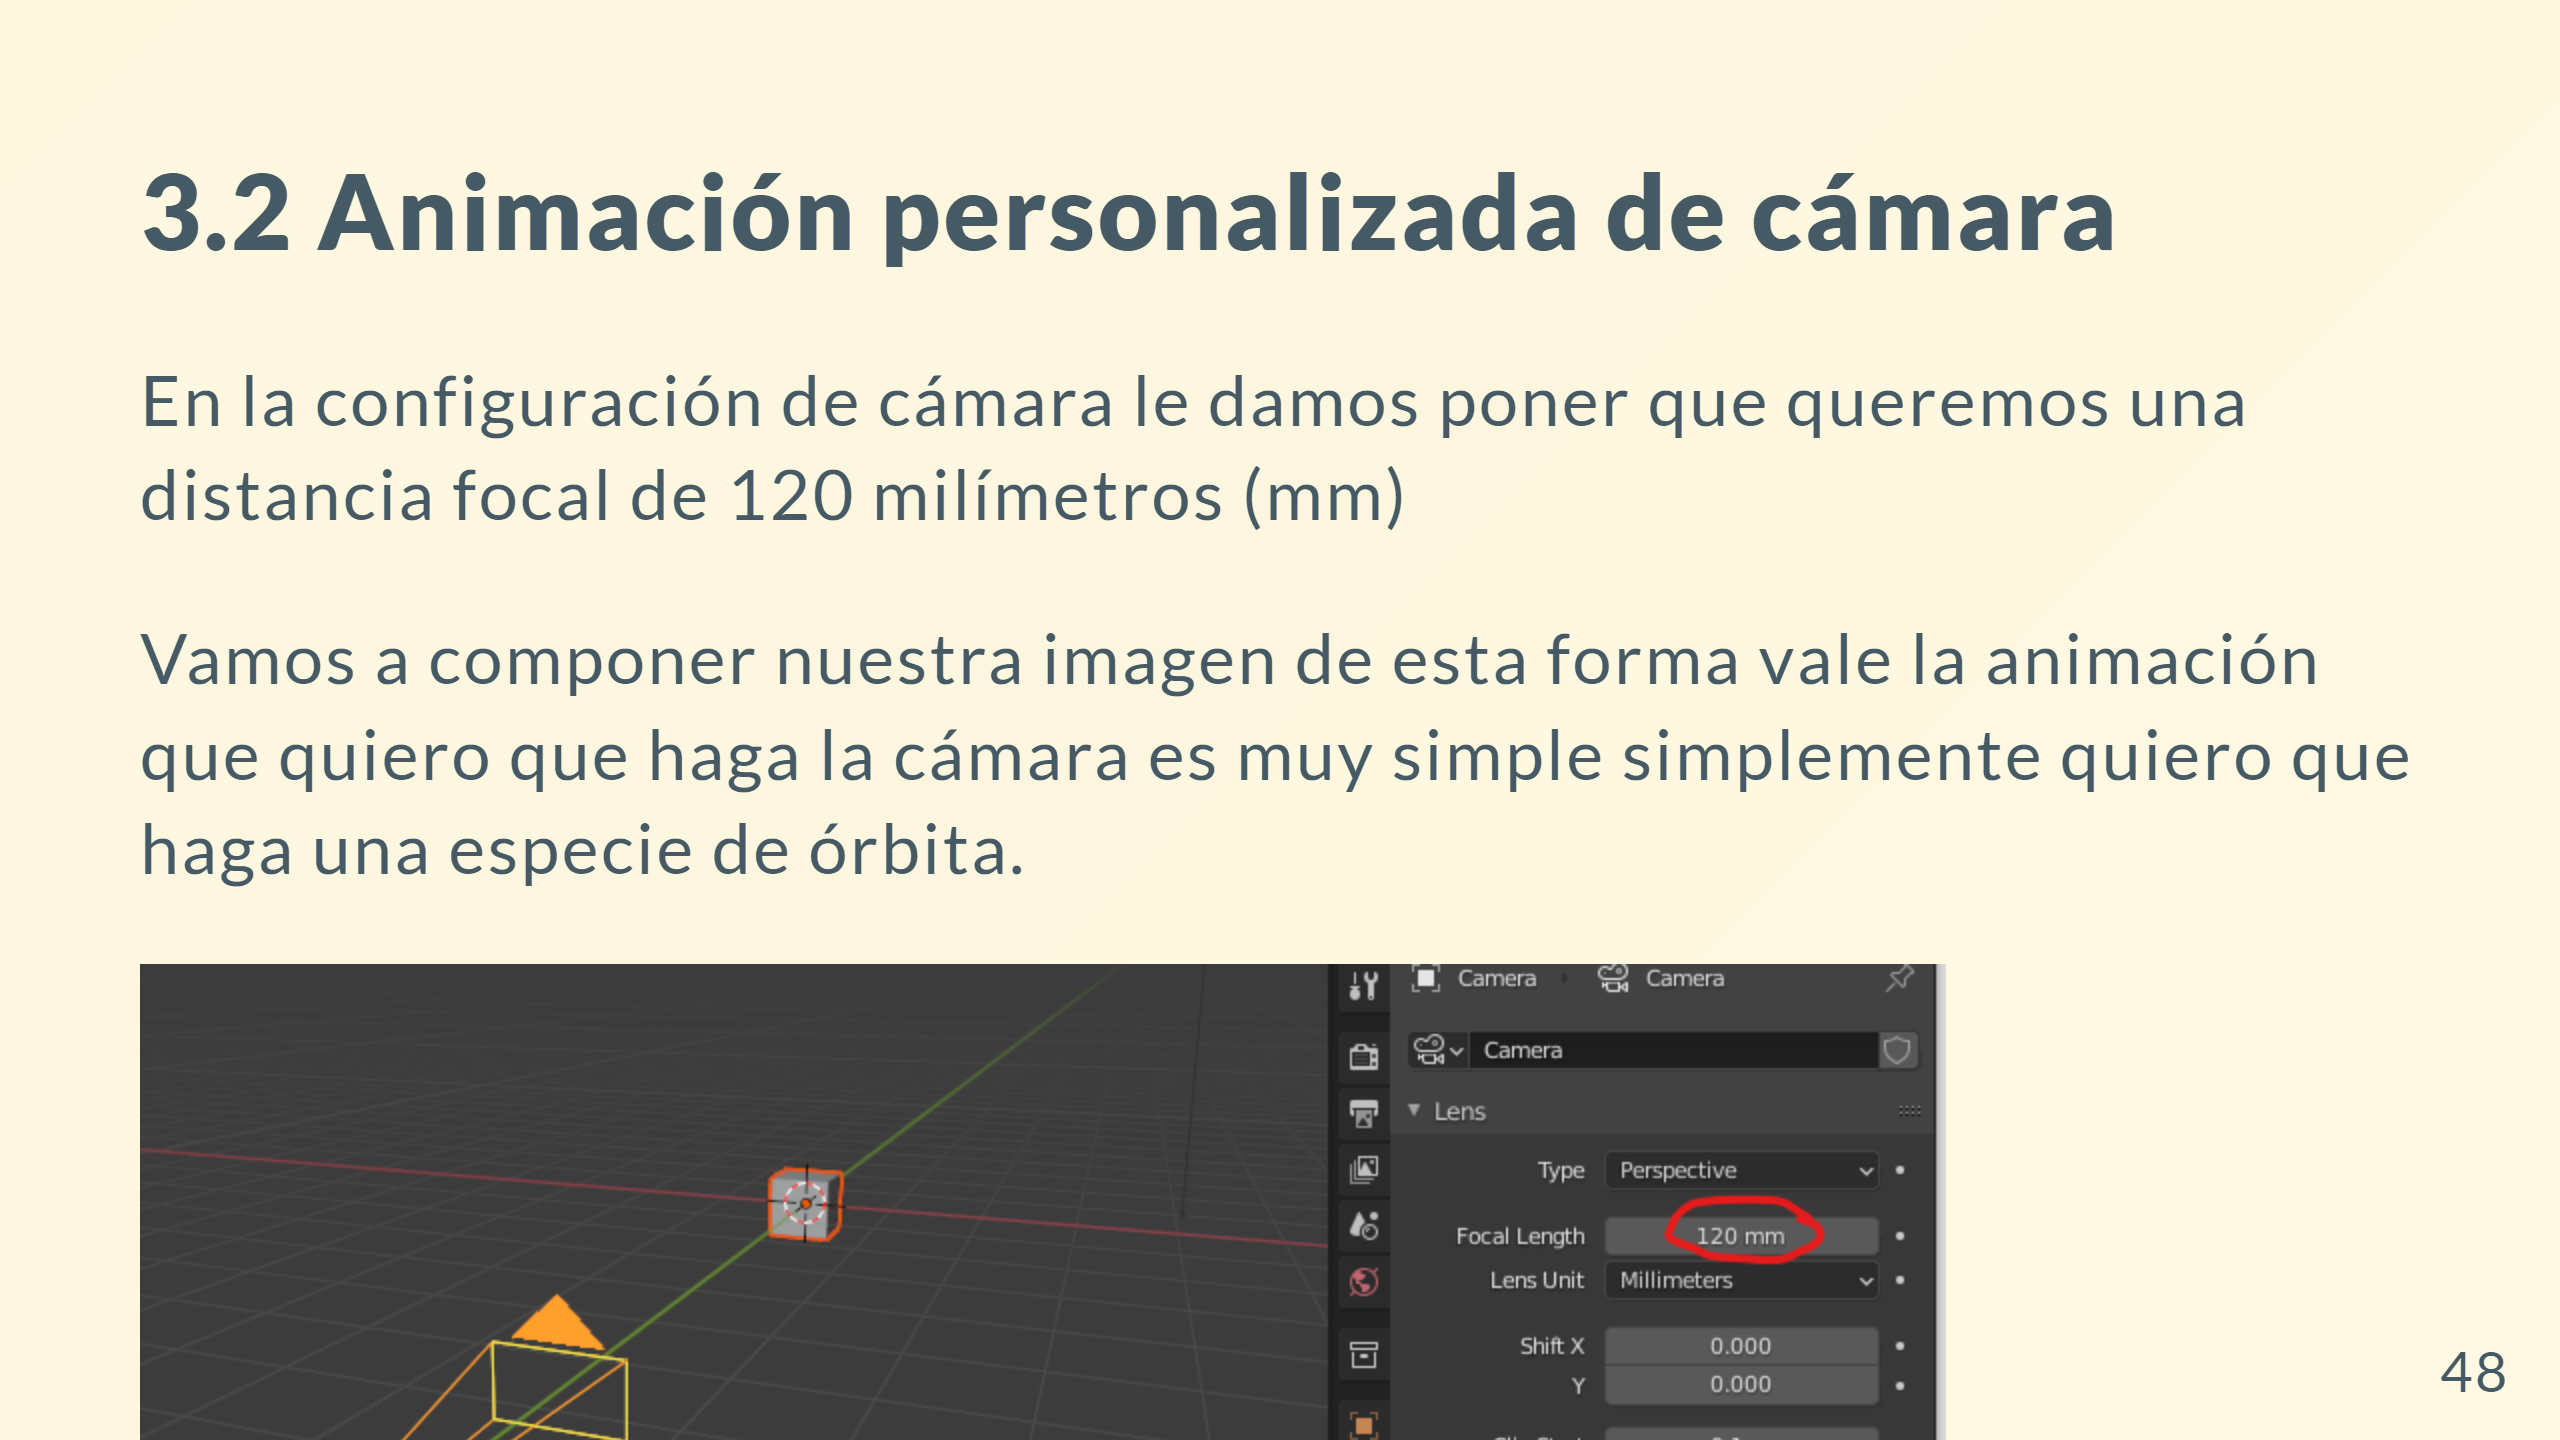 3.2 Animación personalizada de cámara
En la configuración de cámara le damos poner que queremos una
distancia focal de 120 milímetros (mm)
Vamos a componer nuestra imagen de esta forma vale la animación
que quiero que haga la cámara es muy simple simplemente quiero que
haga una especie de órbita.
Camera Camera
Camera
Lens
Type Perspective
Focal Length 120 mm
Lens Unit Millimeters
Shift X 0.000
Y 0.000
48